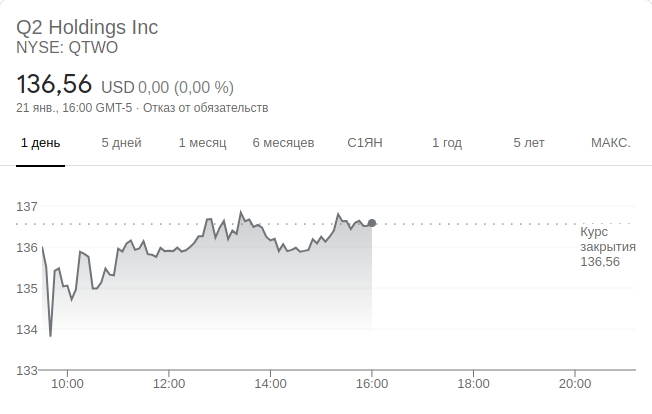 Q2 Holdings Inc
NYSE: QTWO
136,56 USD 0,00 (0,00 %)
21 янв., 16:00 GMT-5 · Отказ от обязательств
1 день 5 дней 1 месяц 6 месяцев С1ЯН 1 год 5 лет МАКС.
137
136
135
134
133
Курс
закрытия
136,56
10:00 12:00 14:00 16:00 18:00 20:00